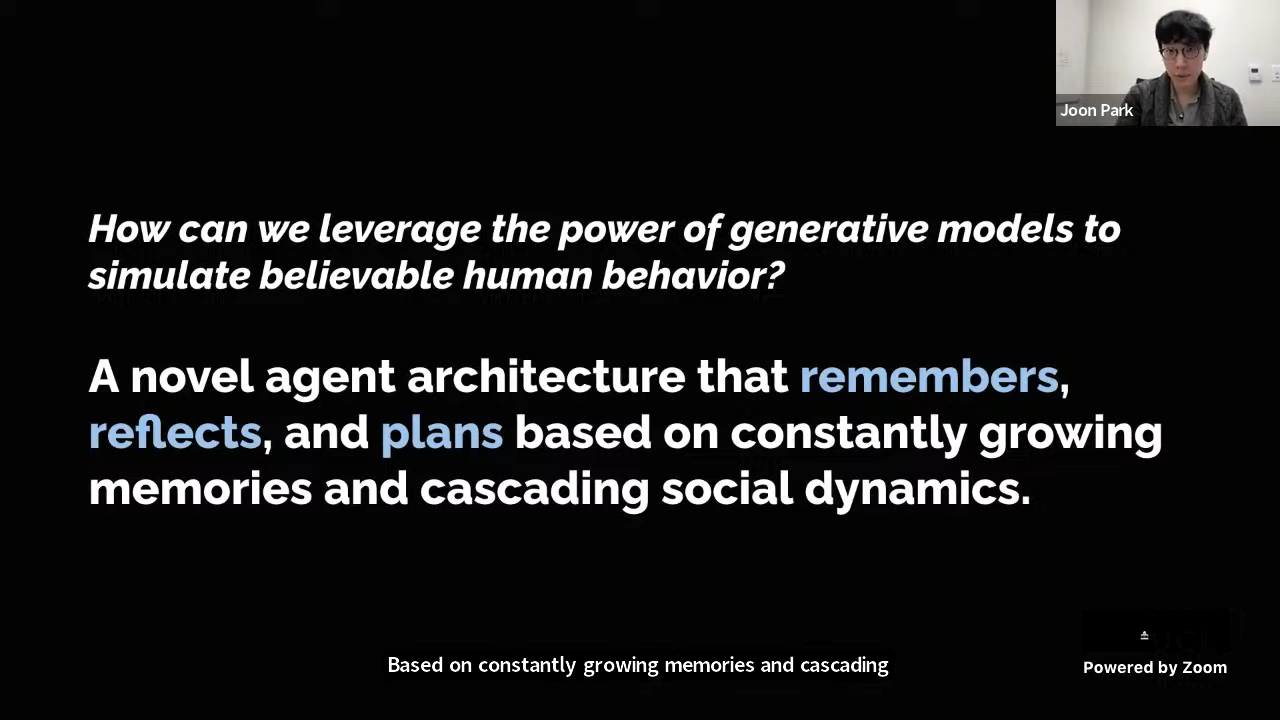 Joon Park
How can we leverage the power of generative models to
simulate believable human behavior?
A novel agent architecture that remembers,
reflects, and plans based on constantly growing
memories and cascading social dynamics.
Based on constantly growing memories and cascading
Powered by Zoom